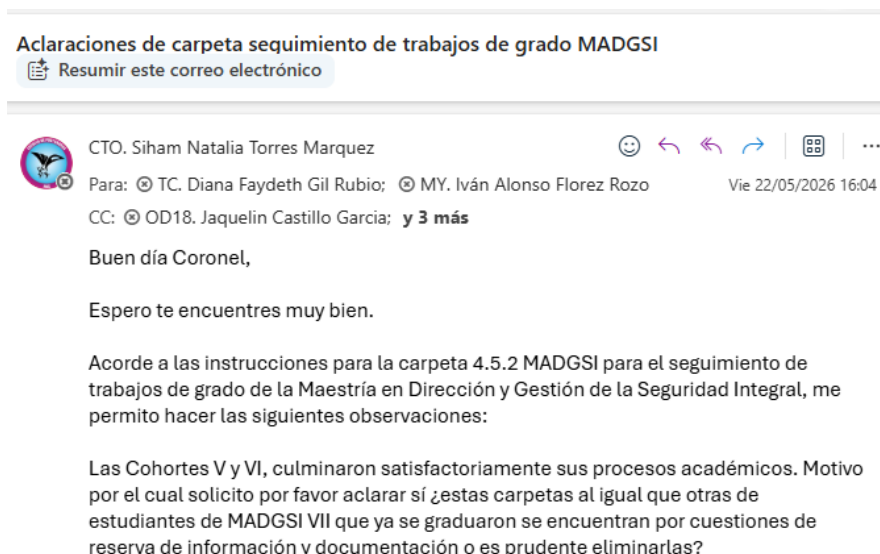 Aclaraciones de carpeta seguimiento de trabajos de grado MADGSI
Resumir este correo electrónico
CTO. Siham Natalia Torres Marquez
Para: TC. Diana Faydeth Gil Rubio; MY. Iván Alonso Florez Rozo
Vie 22/05/2026 16:04
CC: OD18. Jaquelin Castillo Garcia; y 3 más
Buen día Coronel,
Espero te encuentres muy bien.
Acorde a las instrucciones para la carpeta 4.5.2 MADGSI para el seguimiento de
trabajos de grado de la Maestría en Dirección y Gestión de la Seguridad Integral, me
permito hacer las siguientes observaciones:
Las Cohortes V y VI, culminaron satisfactoriamente sus procesos académicos. Motivo
por el cual solicito por favor aclarar sí ¿estas carpetas al igual que otras de
estudiantes de MADGSI VII que ya se graduaron se encuentran por cuestiones de
reserva de información y documentación o es prudente eliminarlas?